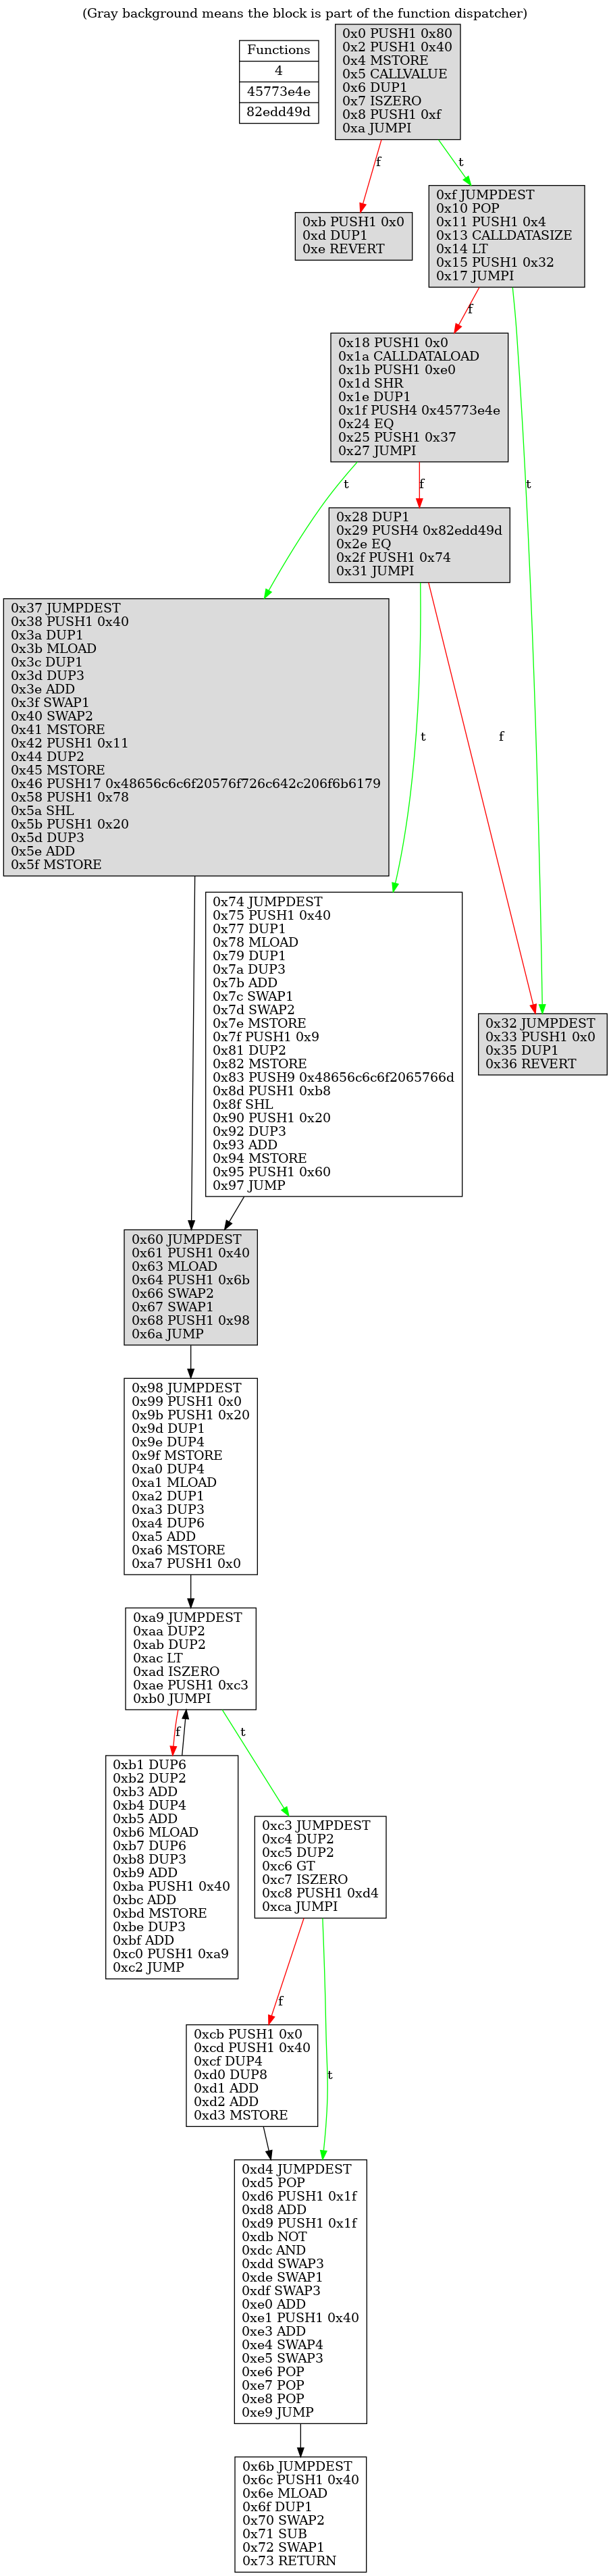 (Gray background means the block is part of the function dispatcher)
Functions
4
45773e4e
82edd49d
0x0 PUSH1 0x80
0x2 PUSH1 0x40
0x4 MSTORE
0x5 CALLVALUE
0x6 DUP1
0x7 ISZERO
0x8 PUSH1 0xf
0xa JUMPI
f
t
0xb PUSH1 0x0
0xd DUP1
0xe REVERT
0xf JUMPDEST
0x10 POP
0x11 PUSH1 0x4
0x13 CALLDATASIZE
0x14 LT
0x15 PUSH1 0x32
0x17 JUMPI
f
0x18 PUSH1 0x0
0x1a CALLDATALOAD
0x1b PUSH1 0xe0
0x1d SHR
0x1e DUP1
0x1f PUSH4 0x45773e4e
0x24 EQ
0x25 PUSH1 0x37
0x27 JUMPI
t
f
t
0x28 DUP1
0x29 PUSH4 0x82edd49d
0x2e EQ
0x2f PUSH1 0x74
0x31 JUMPI
0x37 JUMPDEST
0x38 PUSH1 0x40
0x3a DUP1
0x3b MLOAD
0x3c DUP1
0x3d DUP3
0x3e ADD
0x3f SWAP1
0x40 SWAP2
0x41 MSTORE
0x42 PUSH1 0x11
0x44 DUP2
0x45 MSTORE
0x46 PUSH17 0x48656c6c6f20576f726c642c206f6b6179
0x58 PUSH1 0x78
0x5a SHL
0x5b PUSH1 0x20
0x5d DUP3
0x5e ADD
0x5f MSTORE
t
f
0x74 JUMPDEST
0x75 PUSH1 0x40
0x77 DUP1
0x78 MLOAD
0x79 DUP1
0x7a DUP3
0x7b ADD
0x7c SWAP1
0x7d SWAP2
0x7e MSTORE
0x7f PUSH1 0x9
0x81 DUP2
0x82 MSTORE
0x83 PUSH9 0x48656c6c6f2065766d
0x8d PUSH1 0xb8
0x8f SHL
0x90 PUSH1 0x20
0x92 DUP3
0x93 ADD
0x94 MSTORE
0x95 PUSH1 0x60
0x97 JUMP
0x32 JUMPDEST
0x33 PUSH1 0x0
0x35 DUP1
0x36 REVERT
0x60 JUMPDEST
0x61 PUSH1 0x40
0x63 MLOAD
0x64 PUSH1 0x6b
0x66 SWAP2
0x67 SWAP1
0x68 PUSH1 0x98
0x6a JUMP
0x98 JUMPDEST
0x99 PUSH1 0x0
0x9b PUSH1 0x20
0x9d DUP1
0x9e DUP4
0x9f MSTORE
0xa0 DUP4
0xa1 MLOAD
0xa2 DUP1
0xa3 DUP3
0xa4 DUP6
0xa5 ADD
0xa6 MSTORE
0xa7 PUSH1 0x0
0xa9 JUMPDEST
0xaa DUP2
0xab DUP2
0xac LT
0xad ISZERO
0xae PUSH1 0xc3
0xb0 JUMPI
f
t
0xb1 DUP6
0xb2 DUP2
0xb3 ADD
0xb4 DUP4
0xb5 ADD
0xb6 MLOAD
0xb7 DUP6
0xb8 DUP3
0xb9 ADD
0xba PUSH1 0x40
0xbc ADD
0xbd MSTORE
0xbe DUP3
0xbf ADD
0xc0 PUSH1 0xa9
0xc2 JUMP
0xc3 JUMPDEST
0xc4 DUP2
0xc5 DUP2
0xc6 GT
0xc7 ISZERO
0xc8 PUSH1 0xd4
0xca JUMPI
f
t
0xcb PUSH1 0x0
0xcd PUSH1 0x40
0xcf DUP4
0xd0 DUP8
0xd1 ADD
0xd2 ADD
0xd3 MSTORE
0xd4 JUMPDEST
0xd5 POP
0xd6 PUSH1 0x1f
0xd8 ADD
0xd9 PUSH1 0x1f
0xdb NOT
0xdc AND
0xdd SWAP3
0xde SWAP1
0xdf SWAP3
0xe0 ADD
0xe1 PUSH1 0x40
0xe3 ADD
0xe4 SWAP4
0xe5 SWAP3
0xe6 POP
0xe7 POP
0xe8 POP
0xe9 JUMP
0x6b JUMPDEST
0x6c PUSH1 0x40
0x6e MLOAD
0x6f DUP1
0x70 SWAP2
0x71 SUB
0x72 SWAP1
0x73 RETURN